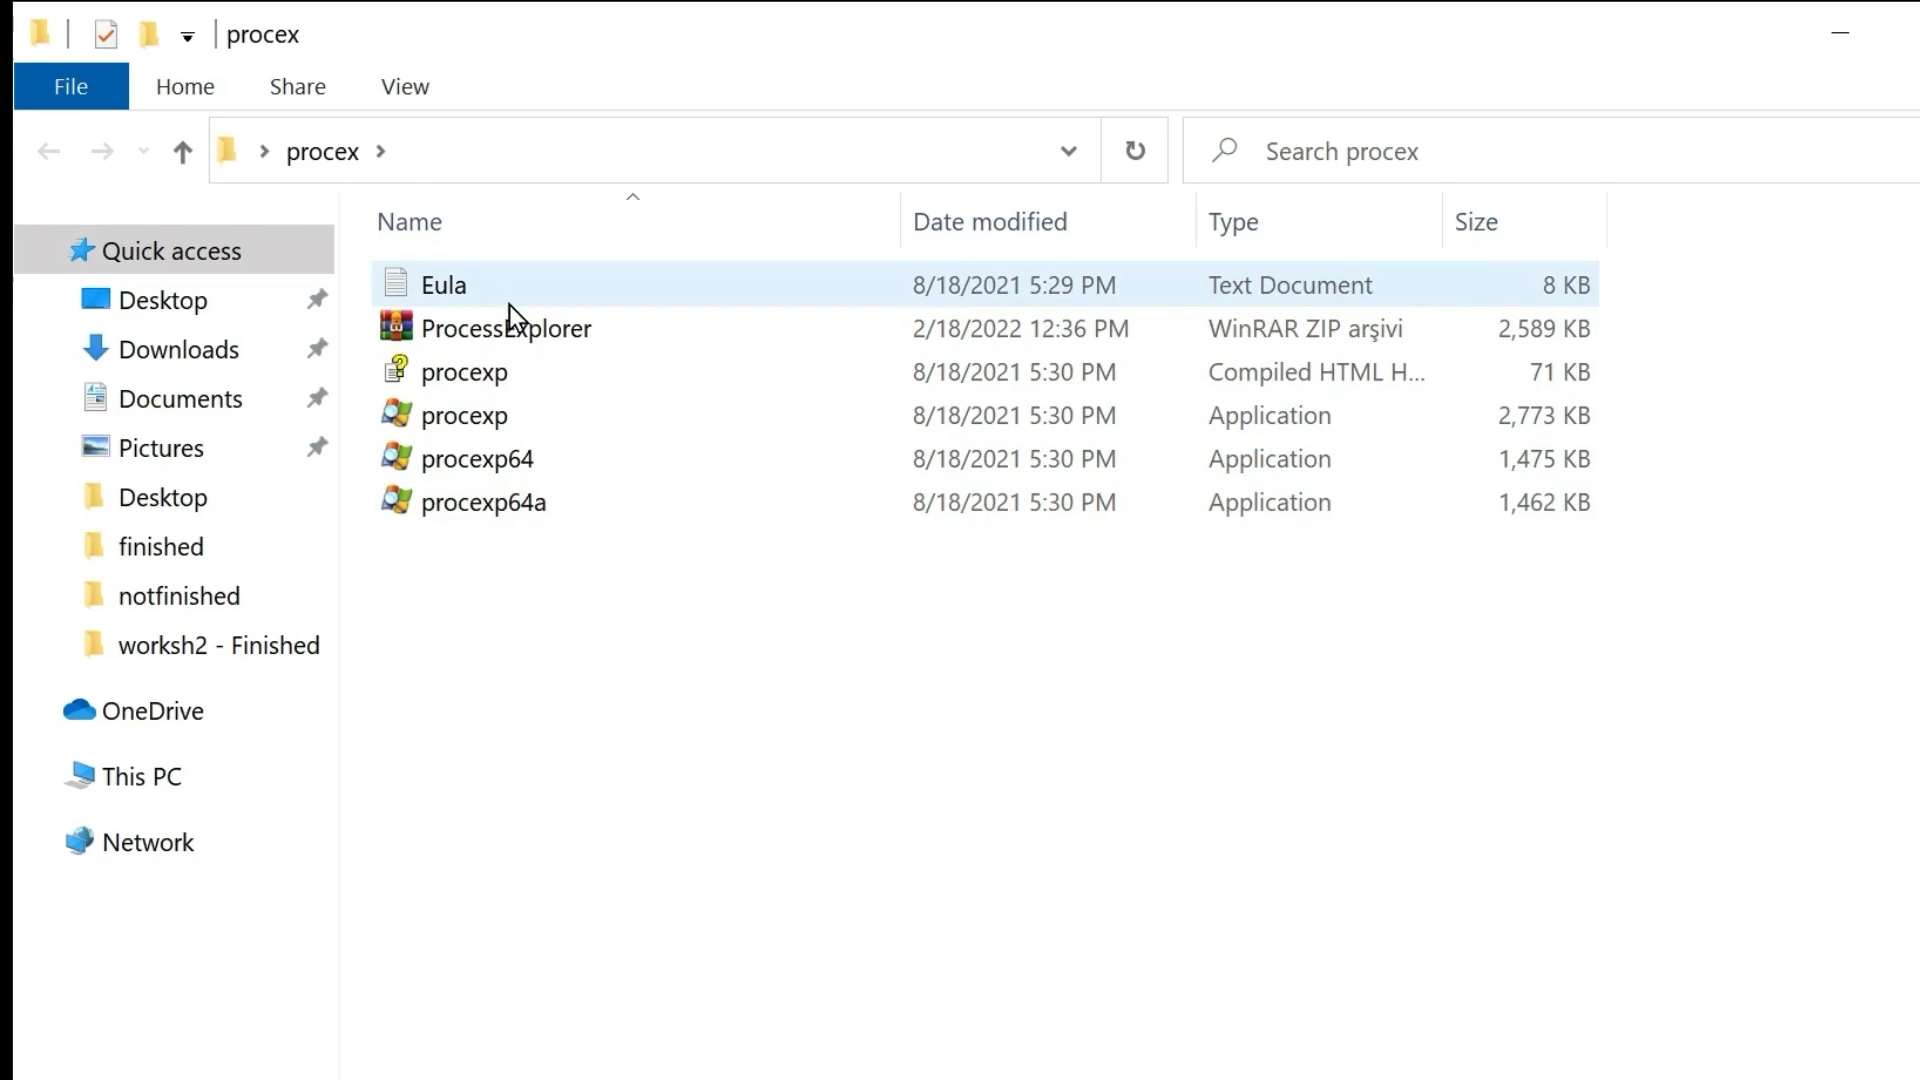 procex
File Home Share View
procex
Search procex
Name Date modified Type Size
Quick access
Desktop
Downloads
Documents
Pictures
Desktop
finished
notfinished
worksh2 - Finished
OneDrive
This PC
Network
Eula 8/18/2021 5:29 PM Text Document 8 KB
ProcessExplorer 2/18/2022 12:36 PM WinRAR ZIP arşivi 2,589 KB
procexp 8/18/2021 5:30 PM Compiled HTML H... 71 KB
procexp 8/18/2021 5:30 PM Application 2,773 KB
procexp64 8/18/2021 5:30 PM Application 1,475 KB
procexp64a 8/18/2021 5:30 PM Application 1,462 KB